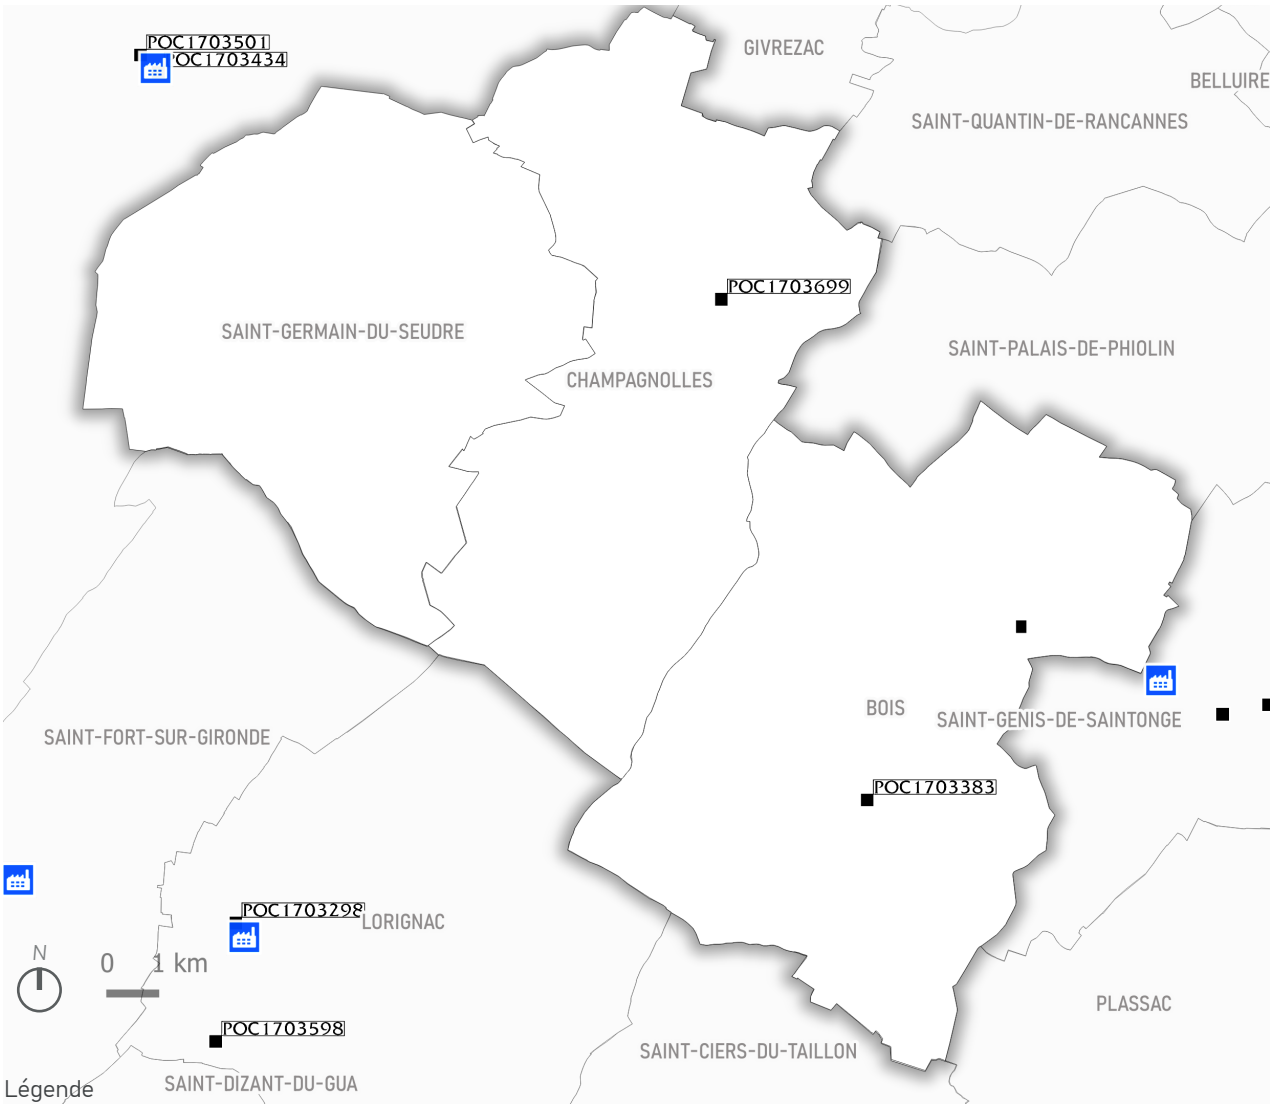 POC1703501
POC1703434
GIVREZAC
BELLUIRE
SAINT-QUANTIN-DE-RANCANNES
POC1703699
SAINT-GERMAIN-DU-SEUDRE
SAINT-PALAIS-DE-PHIOLIN
CHAMPAGNOLLES
BOIS
SAINT-GENIS-DE-SAINTONGE
SAINT-FORT-SUR-GIRONDE
POC1703383
POC1703298
LORIGNAC
N
0 1 km
PLASSAC
POC1703598
SAINT-CIERS-DU-TAILLON
SAINT-DIZANT-DU-GUA
Légende